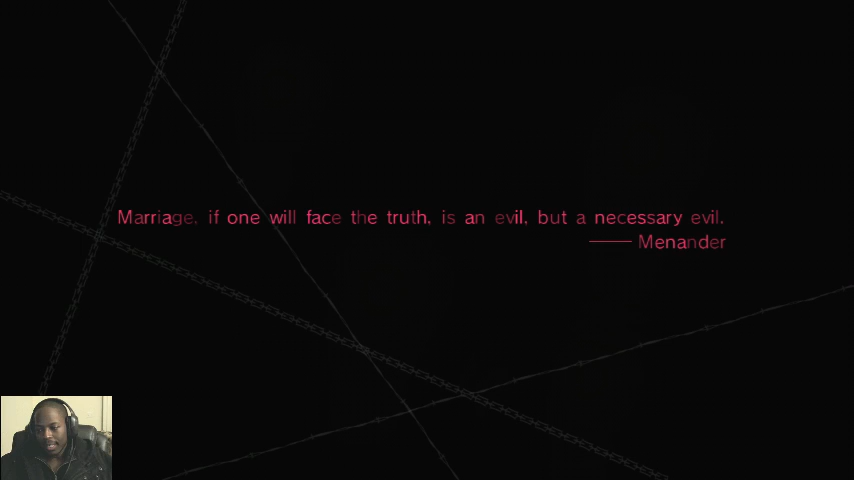 Marriage, if one will face the truth, is an evil, but a necessary evil.
—— Menander